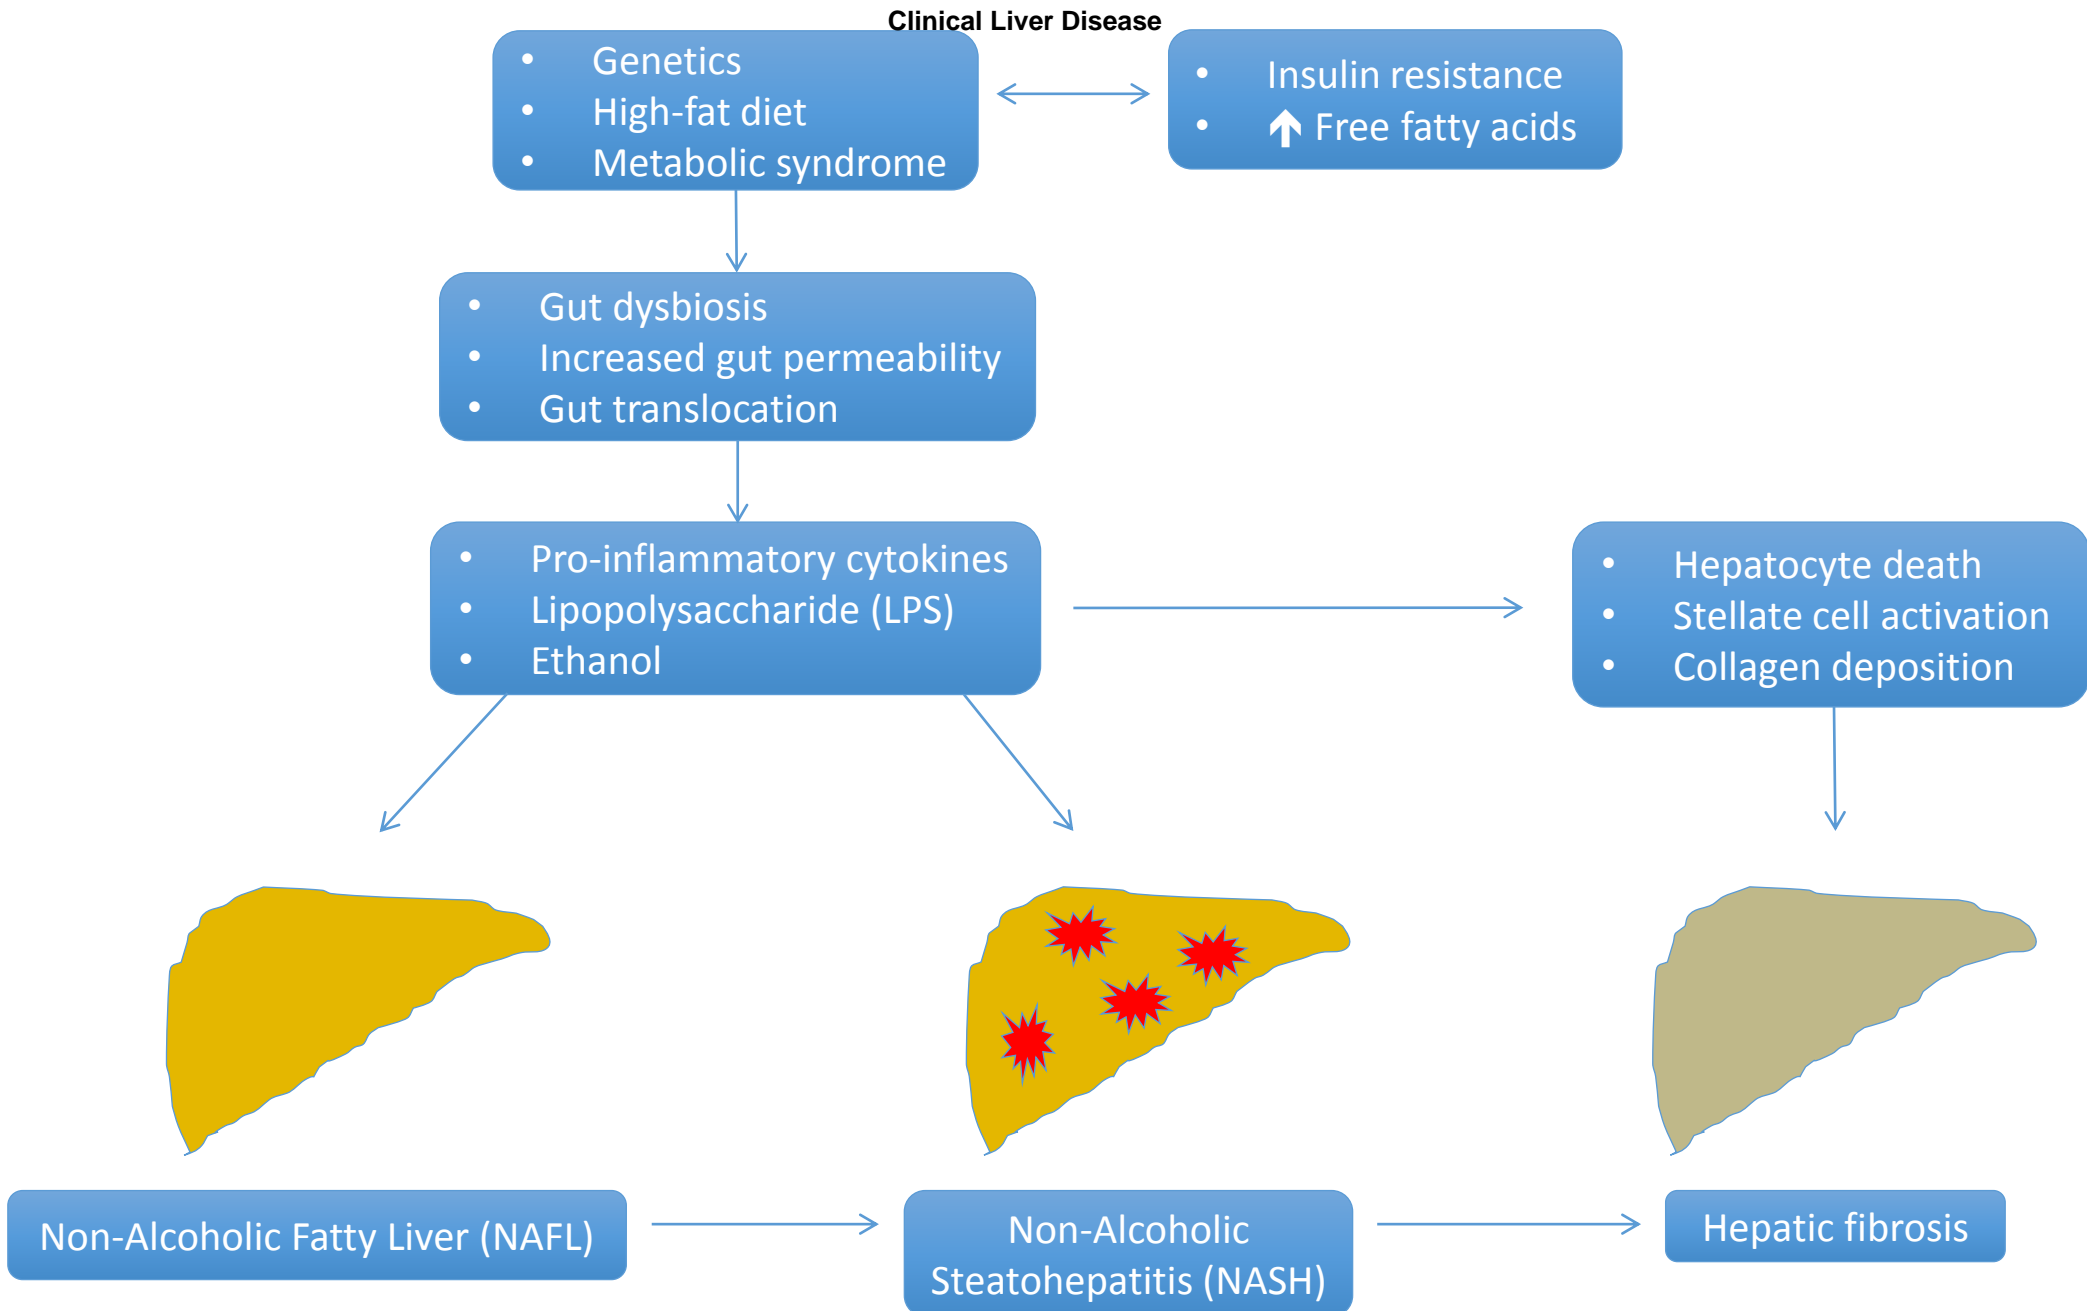 Clinical Liver Disease
• Genetics
• High-fat diet
• Metabolic syndrome
• Insulin resistance
• ↑ Free fatty acids
• Gut dysbiosis
• Increased gut permeability
• Gut translocation
• Pro-inflammatory cytokines
• Lipopolysaccharide (LPS)
• Ethanol
• Hepatocyte death
• Stellate cell activation
• Collagen deposition
Non-Alcoholic Fatty Liver (NAFL)
Non-Alcoholic
Steatohepatitis (NASH)
Hepatic fibrosis